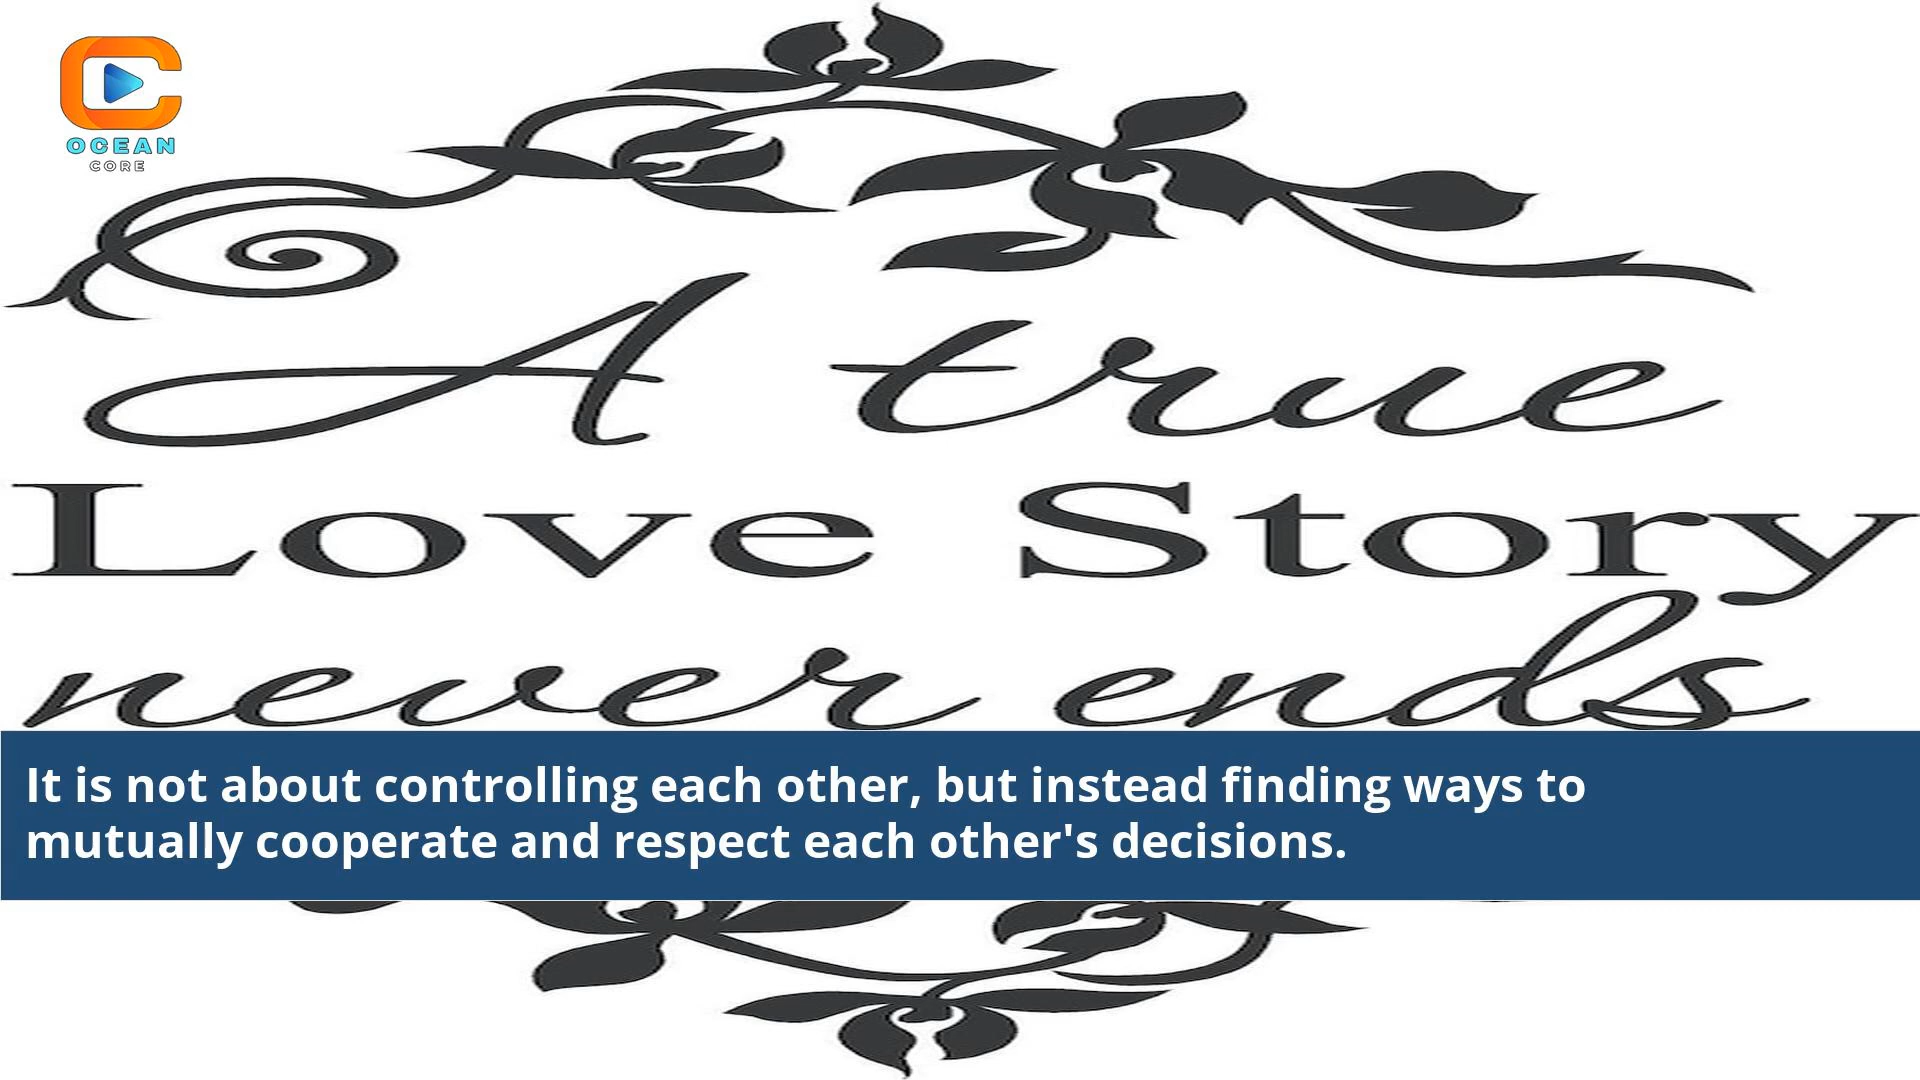 OCEAN
CORE
A true
Love Story
never ends
It is not about controlling each other, but instead finding ways to
mutually cooperate and respect each other's decisions.